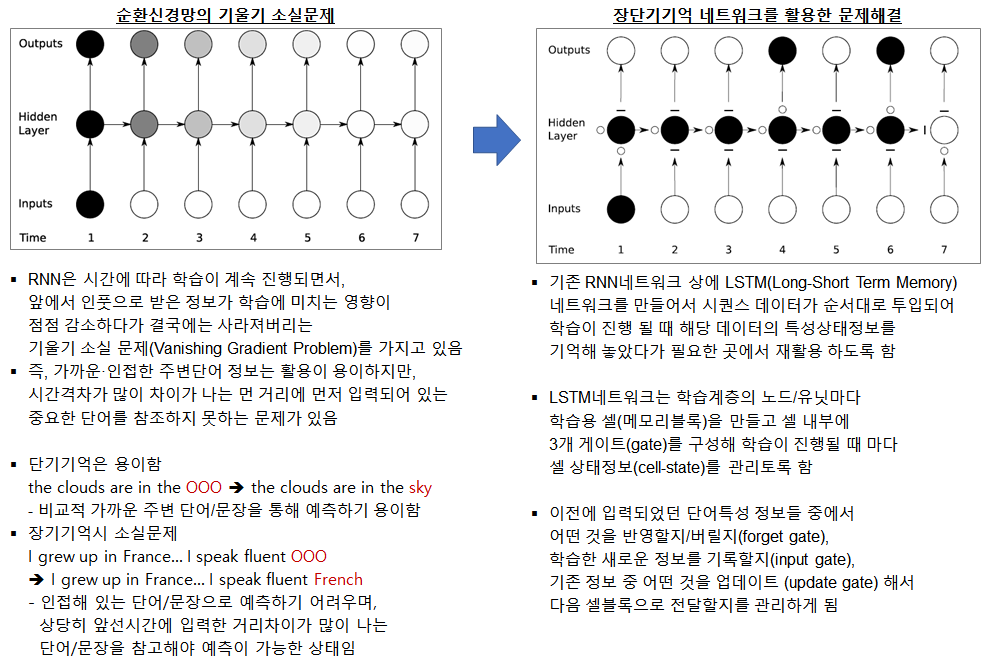 순환신경망의 기울기 소실문제
Outputs
Hidden
Layer
Inputs
Time 1 2 3 4 5 6 7
▪ RNN은 시간에 따라 학습이 계속 진행되면서,
앞에서 인풋으로 받은 정보가 학습에 미치는 영향이
점점 감소하다가 결국에는 사라져버리는
기울기 소실 문제(Vanishing Gradient Problem)를 가지고 있음
▪ 즉, 가까운·인접한 주변단어 정보는 활용이 용이하지만,
시간격차가 많이 차이가 나는 먼 거리에 먼저 입력되어 있는
중요한 단어를 참조하지 못하는 문제가 있음
▪ 단기기억은 용이함
the clouds are in the OOO ➔ the clouds are in the sky
- 비교적 가까운 주변 단어/문장을 통해 예측하기 용이함
▪ 장기기억시 소실문제
I grew up in France... I speak fluent OOO
➔ I grew up in France... I speak fluent French
- 인접해 있는 단어/문장으로 예측하기 어려우며,
상당히 앞선시간에 입력한 거리차이가 많이 나는
단어/문장을 참고해야 예측이 가능한 상태임
장단기기억 네트워크를 활용한 문제해결
Outputs
Hidden
Layer
Inputs
Time 1 2 3 4 5 6 7
▪ 기존 RNN네트워크 상에 LSTM(Long-Short Term Memory)
네트워크를 만들어서 시퀀스 데이터가 순서대로 투입되어
학습이 진행 될 때 해당 데이터의 특성상태정보를
기억해 놓았다가 필요한 곳에서 재활용 하도록 함
▪ LSTM네트워크는 학습계층의 노드/유닛마다
학습용 셀(메모리블록)을 만들고 셀 내부에
3개 게이트(gate)를 구성해 학습이 진행될 때 마다
셀 상태정보(cell-state)를 관리토록 함
▪ 이전에 입력되었던 단어특성 정보들 중에서
어떤 것을 반영할지/버릴지(forget gate),
학습한 새로운 정보를 기록할지(input gate),
기존 정보 중 어떤 것을 업데이트 (update gate) 해서
다음 셀블록으로 전달할지를 관리하게 됨